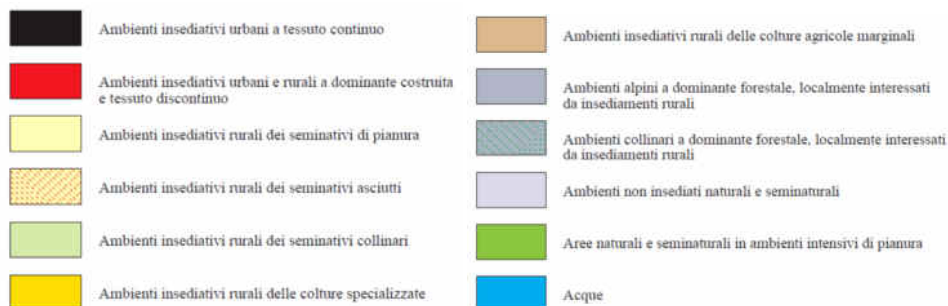 Ambienti insediativi urbani a tessuto continuo
Ambienti insediativi urbani e rurali a dominante costruita
e tessuto discontinuo
Ambienti insediativi rurali dei seminativi di pianura
Ambienti insediativi rurali dei seminativi asciutti
Ambienti insediativi rurali dei seminativi collinari
Ambienti insediativi rurali delle colture specializzate
Ambienti insediativi rurali delle colture agricole marginali
Ambienti alpini a dominante forestale, localmente interessati
da insediamenti rurali
Ambienti collinari a dominante forestale, localmente interessati
da insediamenti rurali
Ambienti non insediati naturali e seminaturali
Aree naturali e seminaturali in ambienti intensivi di pianura
Acque